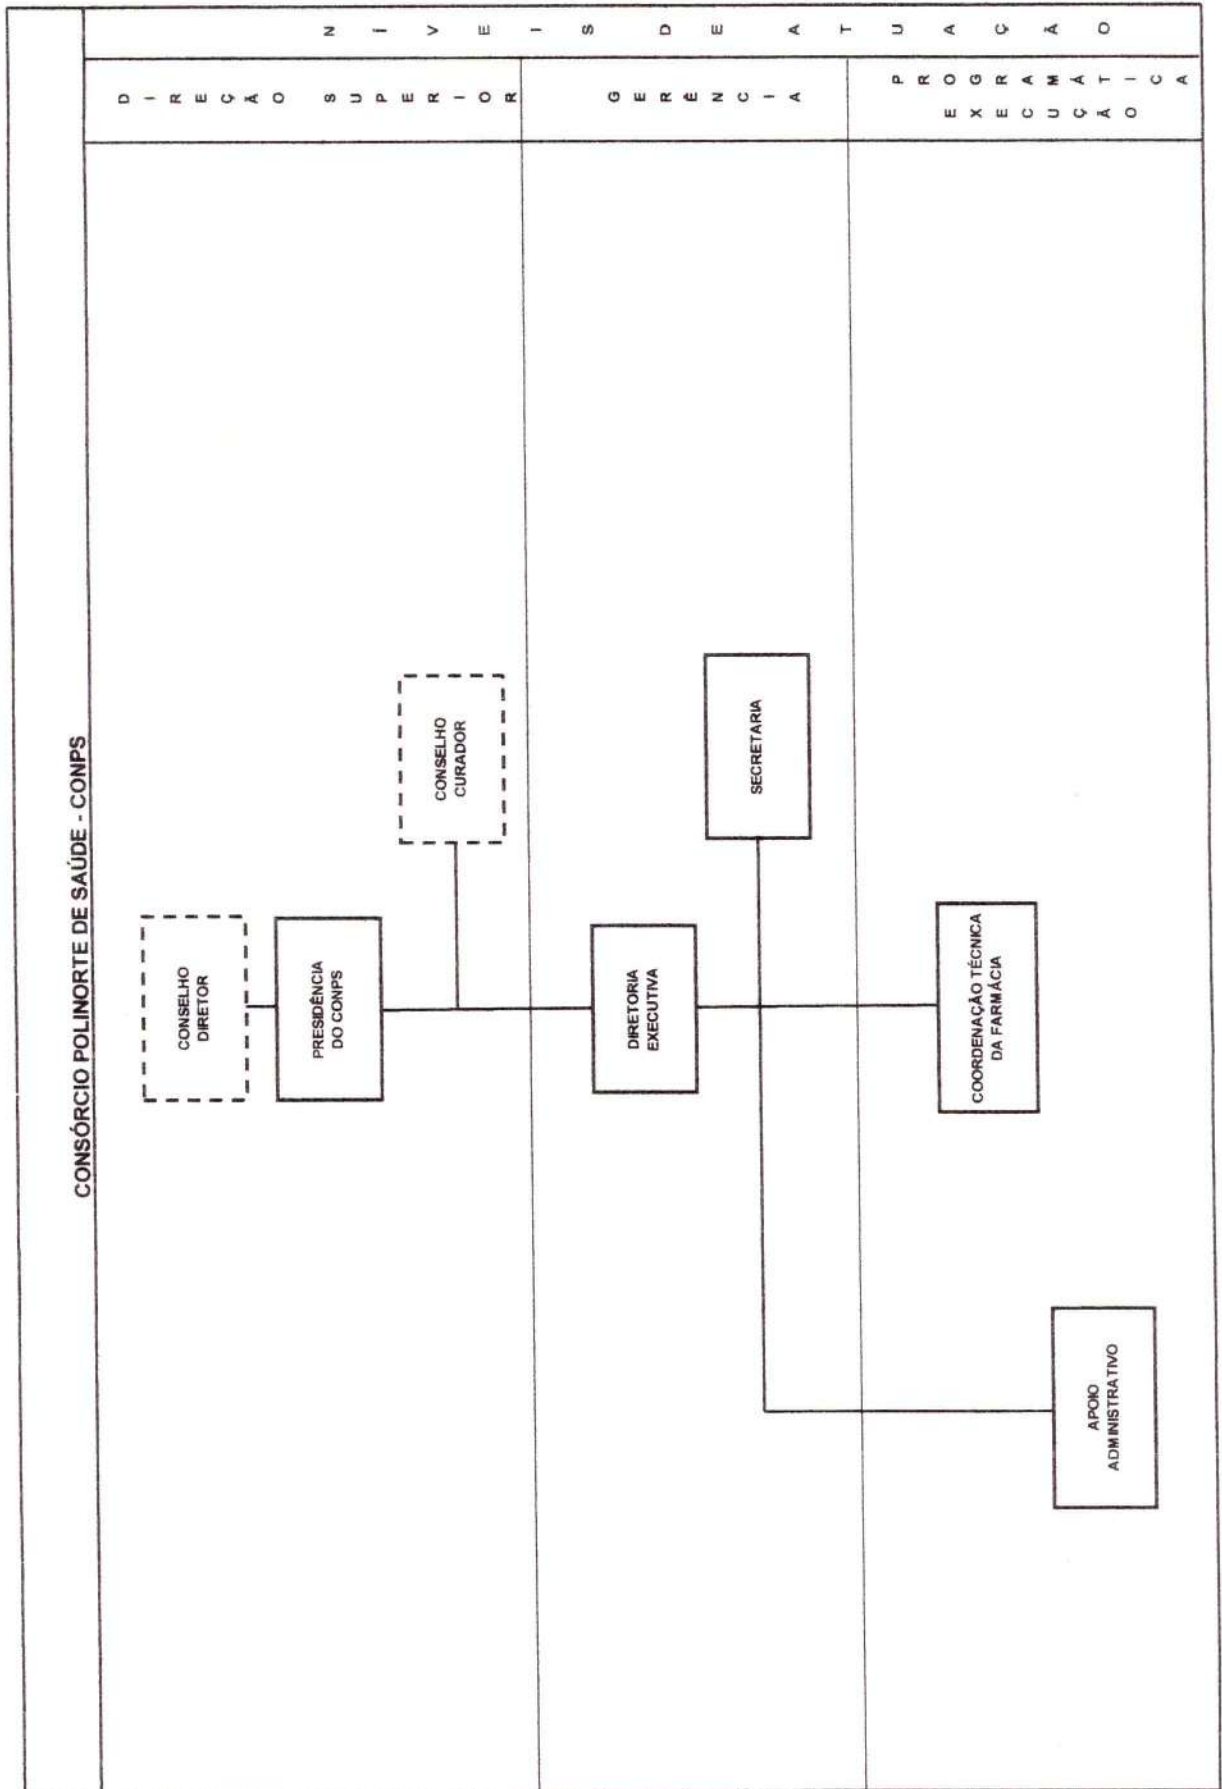 CONSÓRCIO POLINORTE DE SAÚDE - CONPS
NÍVEIS DE ATUAÇÃO
DIREÇÃO SUPERIOR
GERÊNCIA
EXECUÇÃO
PROGRAMÁTICA
CONSELHO
DIRETOR
PRESIDÊNCIA
DO CONPS
CONSELHO
CURADOR
DIRETORIA
EXECUTIVA
SECRETARIA
COORDENAÇÃO TÉCNICA
DA FARMÁCIA
APOIO
ADMINISTRATIVO